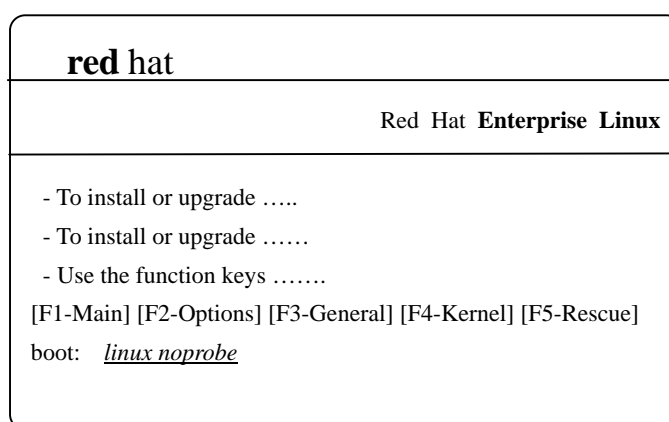 red hat
Red Hat Enterprise Linux
- To install or upgrade …..
- To install or upgrade ……
- Use the function keys …….
[F1-Main] [F2-Options] [F3-General] [F4-Kernel] [F5-Rescue]
boot: linux noprobe